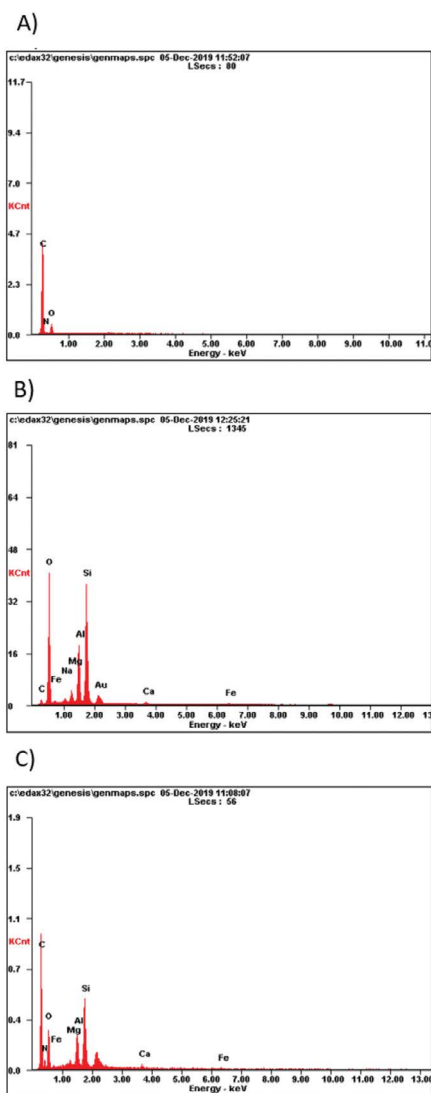 A)
c:\edax32\genesis\genmaps.spc 05-Dec-2019 11:52:07
LSecs : 80
11.7
9.4
7.0
KCnt
4.7
C
2.3
O
N
0.0
1.00 2.00 3.00 4.00 5.00 6.00 7.00 8.00 9.00 10.00 11.0
Energy - keV
B)
c:\edax32\genesis\genmaps.spc 05-Dec-2019 12:25:21
LSecs : 1345
81
64
48
O
KCnt
Si
32
Al
16
Na
Mg
Fe
Au
C
Ca
Fe
0
1.00 2.00 3.00 4.00 5.00 6.00 7.00 8.00 9.00 10.00 11.00 12.00 13.0
Energy - keV
C)
c:\edax32\genesis\genmaps.spc 05-Dec-2019 11:08:07
LSecs : 56
1.9
1.5
1.1
KCnt
C
0.7
Si
0.4
O
Al
Mg
Fe
N
Ca
Fe
0.0
1.00 2.00 3.00 4.00 5.00 6.00 7.00 8.00 9.00 10.00 11.00 12.00 13.00
Energy - keV